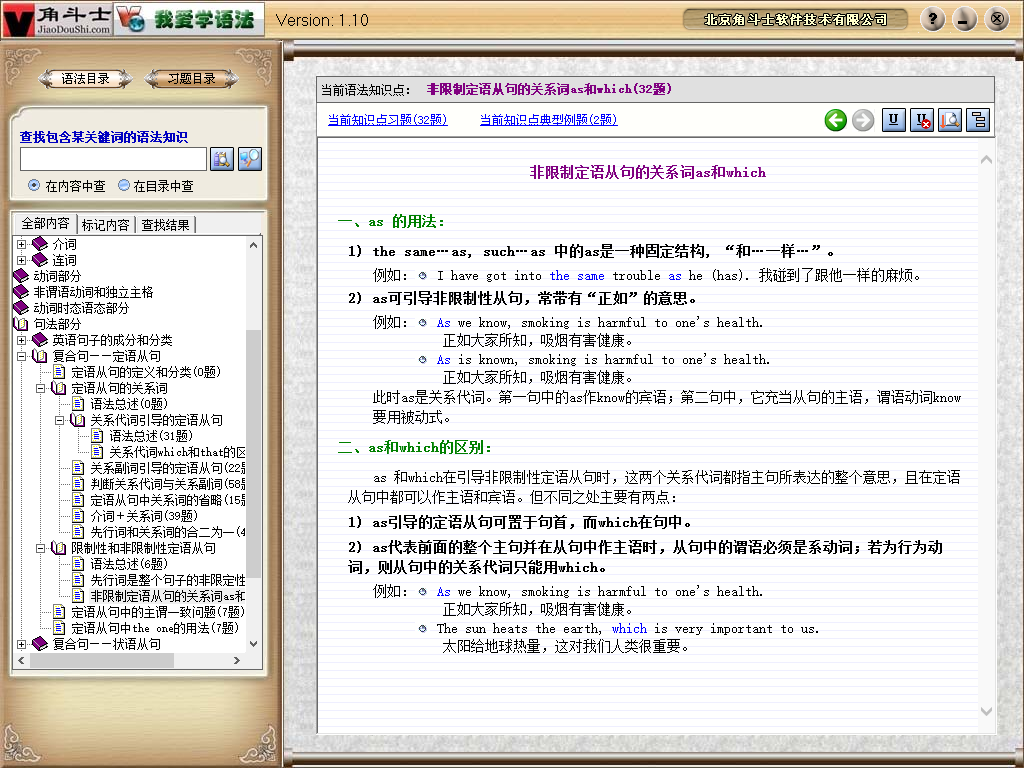 角斗士
JiaoDouShi.com
我爱学语法
Version: 1.10
北京角斗士软件技术有限公司
语法目录
习题目录
查找包含某关键词的语法知识
在内容中查
在目录中查
全部内容
标记内容
查找结果
介词
连词
动词部分
非谓语动词和独立主格
动词时态语态部分
句法部分
英语句子的成分和分类
复合句——定语从句
定语从句的定义和分类(0题)
定语从句的关系词
语法总述(0题)
关系代词引导的定语从句
语法总述(31题)
关系代词which和that的区
关系副词引导的定语从句(22题
判断关系代词与关系副词(58题
定语从句中关系词的省略(15题
介词＋关系词(39题)
先行词和关系词的合二为一(4
限制性和非限制性定语从句
语法总述(6题)
先行词是整个句子的非限定性
非限制定语从句的关系词as和
定语从句中的主谓一致问题(7题)
定语从句中the one的用法(7题)
复合句——状语从句
当前语法知识点：
非限制定语从句的关系词as和which(32题)
当前知识点习题(32题)
当前知识点典型例题(2题)
非限制定语从句的关系词as和which
一、as 的用法：
1) the same…as, such…as 中的as是一种固定结构, “和…一样…”。
例如： I have got into the same trouble as he (has). 我碰到了跟他一样的麻烦。
2) as可引导非限制性从句，常带有“正如”的意思。
例如： As we know, smoking is harmful to one's health.
正如大家所知，吸烟有害健康。
As is known, smoking is harmful to one's health.
正如大家所知，吸烟有害健康。
此时as是关系代词。第一句中的as作know的宾语；第二句中，它充当从句的主语，谓语动词know
要用被动式。
二、as和which的区别：
as 和which在引导非限制性定语从句时，这两个关系代词都指主句所表达的整个意思，且在定语
从句中都可以作主语和宾语。但不同之处主要有两点：
1) as引导的定语从句可置于句首，而which在句中。
2) as代表前面的整个主句并在从句中作主语时，从句中的谓语必须是系动词；若为行为动
词，则从句中的关系代词只能用which。
例如： As we know, smoking is harmful to one's health.
正如大家所知，吸烟有害健康。
The sun heats the earth, which is very important to us.
太阳给地球热量，这对我们人类很重要。